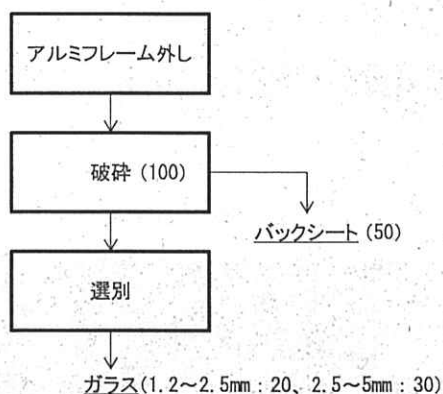 アルミフレーム外し
破砕 (100)
バックシート (50)
選別
ガラス(1.2～2.5mm：20、2.5～5mm：30)